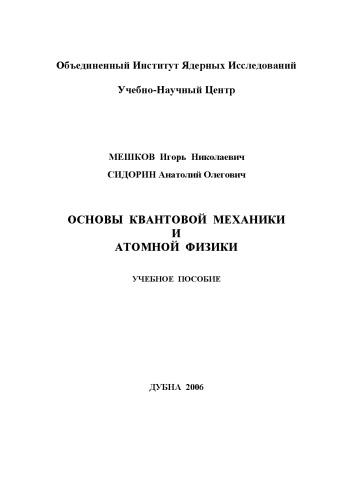 Объединенный Институт Ядерных Исследований
Учебно-Научный Центр
МЕШКОВ Игорь Николаевич
СИДОРИН Анатолий Олегович
ОСНОВЫ КВАНТОВОЙ МЕХАНИКИ
И
АТОМНОЙ ФИЗИКИ
УЧЕБНОЕ ПОСОБИЕ
ДУБНА 2006